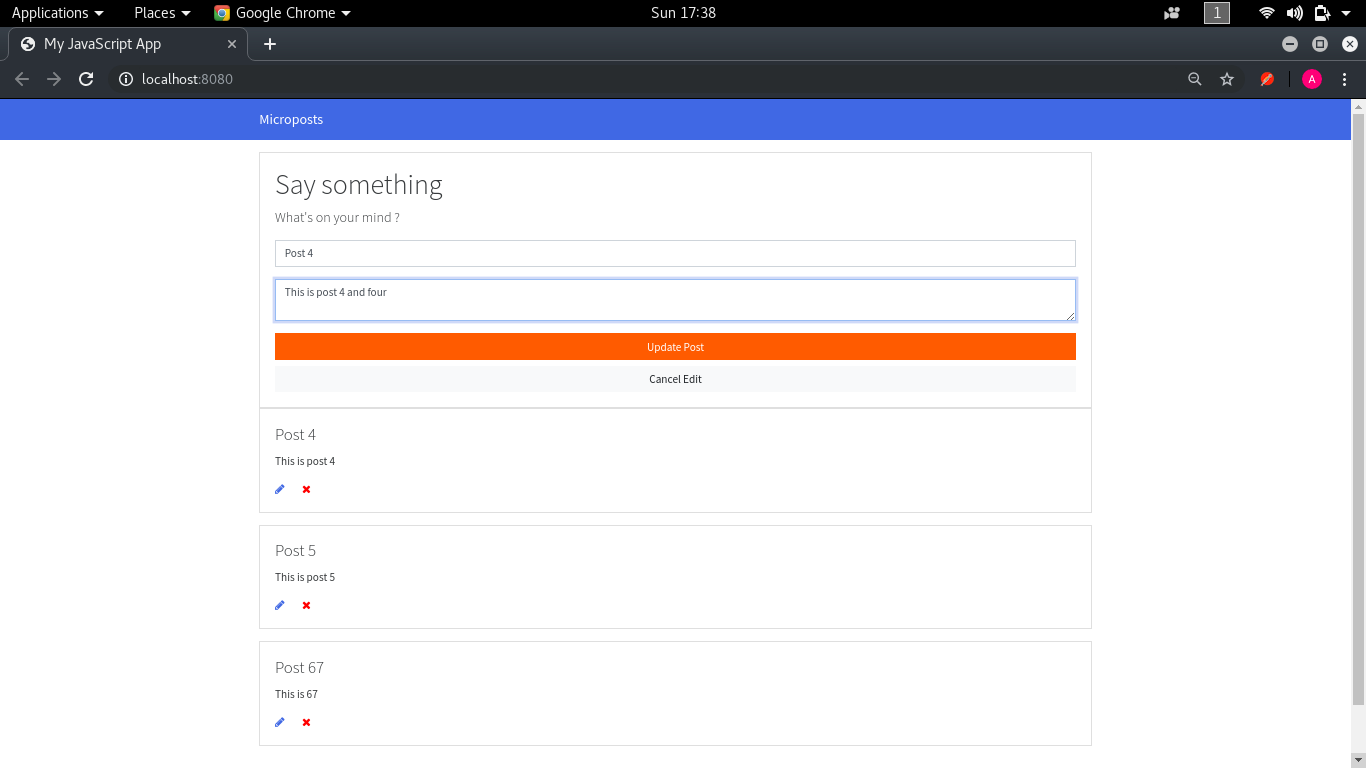 Applications Places Google Chrome Sun 17:38 1
My JavaScript App
localhost:8080 A
Microposts
Say something
What's on your mind ?
Post 4
This is post 4 and four
Update Post
Cancel Edit
Post 4
This is post 4
Post 5
This is post 5
Post 67
This is 67